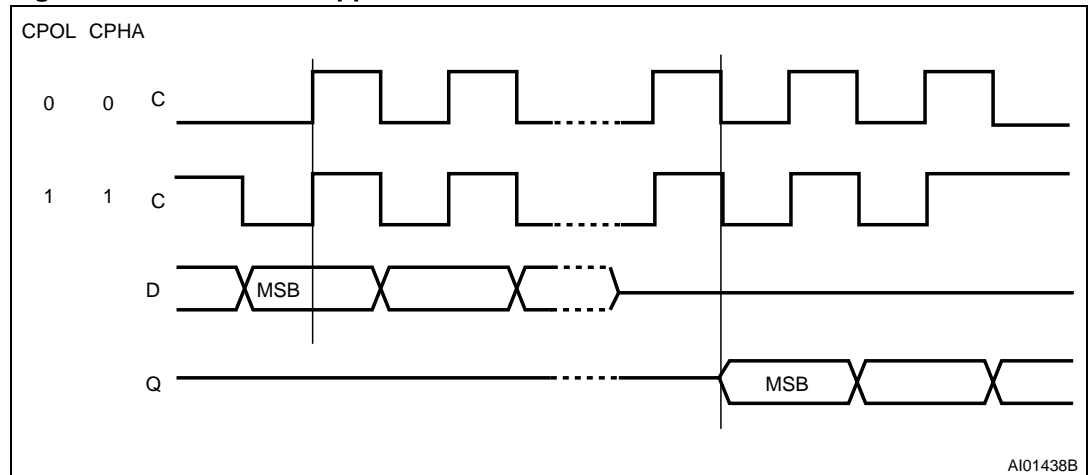 CPOL CPHA
0 0 C
1 1 C
D MSB
Q MSB
AI01438B